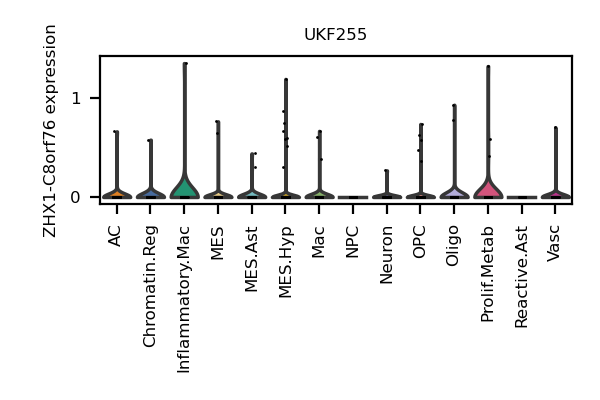 UKF255
ZHX1-C8orf76 expression
1
0
AC
Chromatin.Reg
Inflammatory.Mac
MES
MES.Ast
MES.Hyp
Mac
NPC
Neuron
OPC
Oligo
Prolif.Metab
Reactive.Ast
Vasc